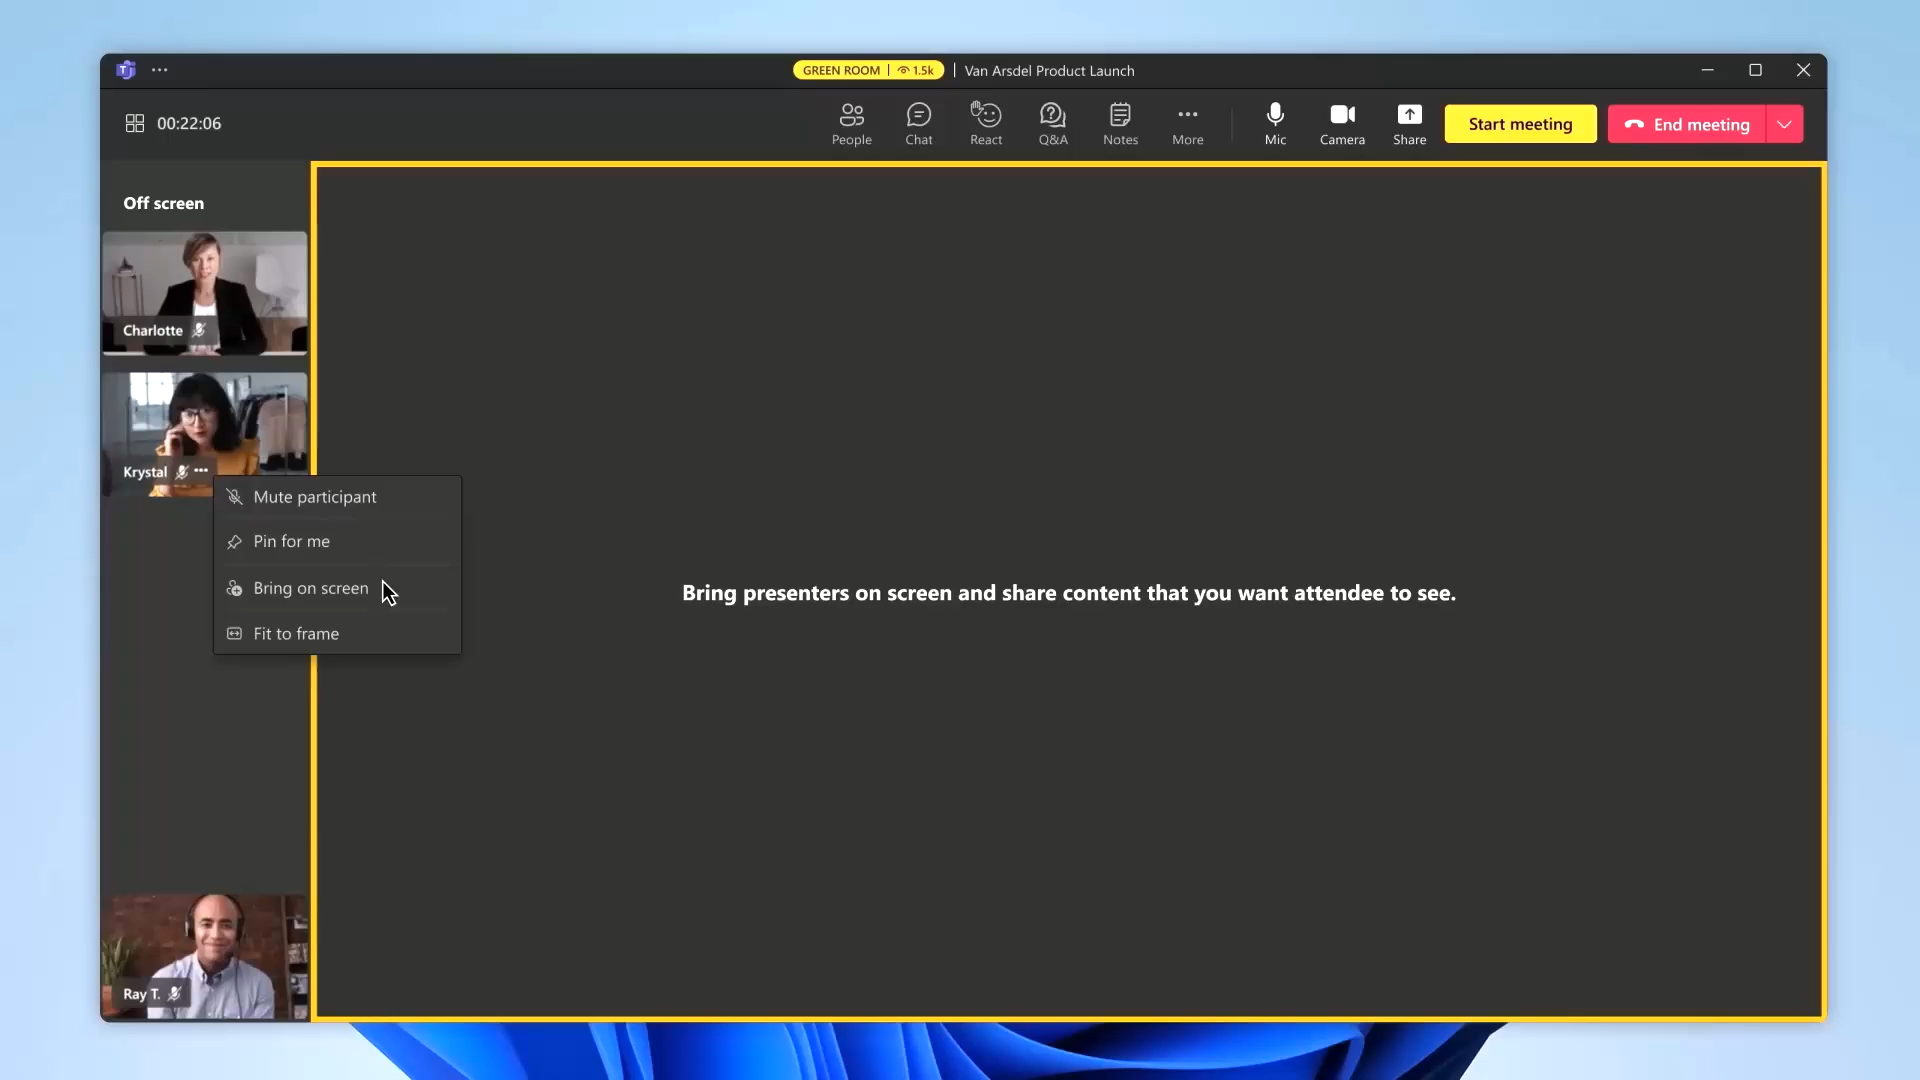 GREEN ROOM | 1.5k | Van Arsdel Product Launch
00:22:06
People
Chat
React
Q&A
Notes
More
Mic
Camera
Share
Start meeting
End meeting
Off screen
Charlotte
Krystal
Mute participant
Pin for me
Bring on screen
Fit to frame
Bring presenters on screen and share content that you want attendee to see.
Ray T.